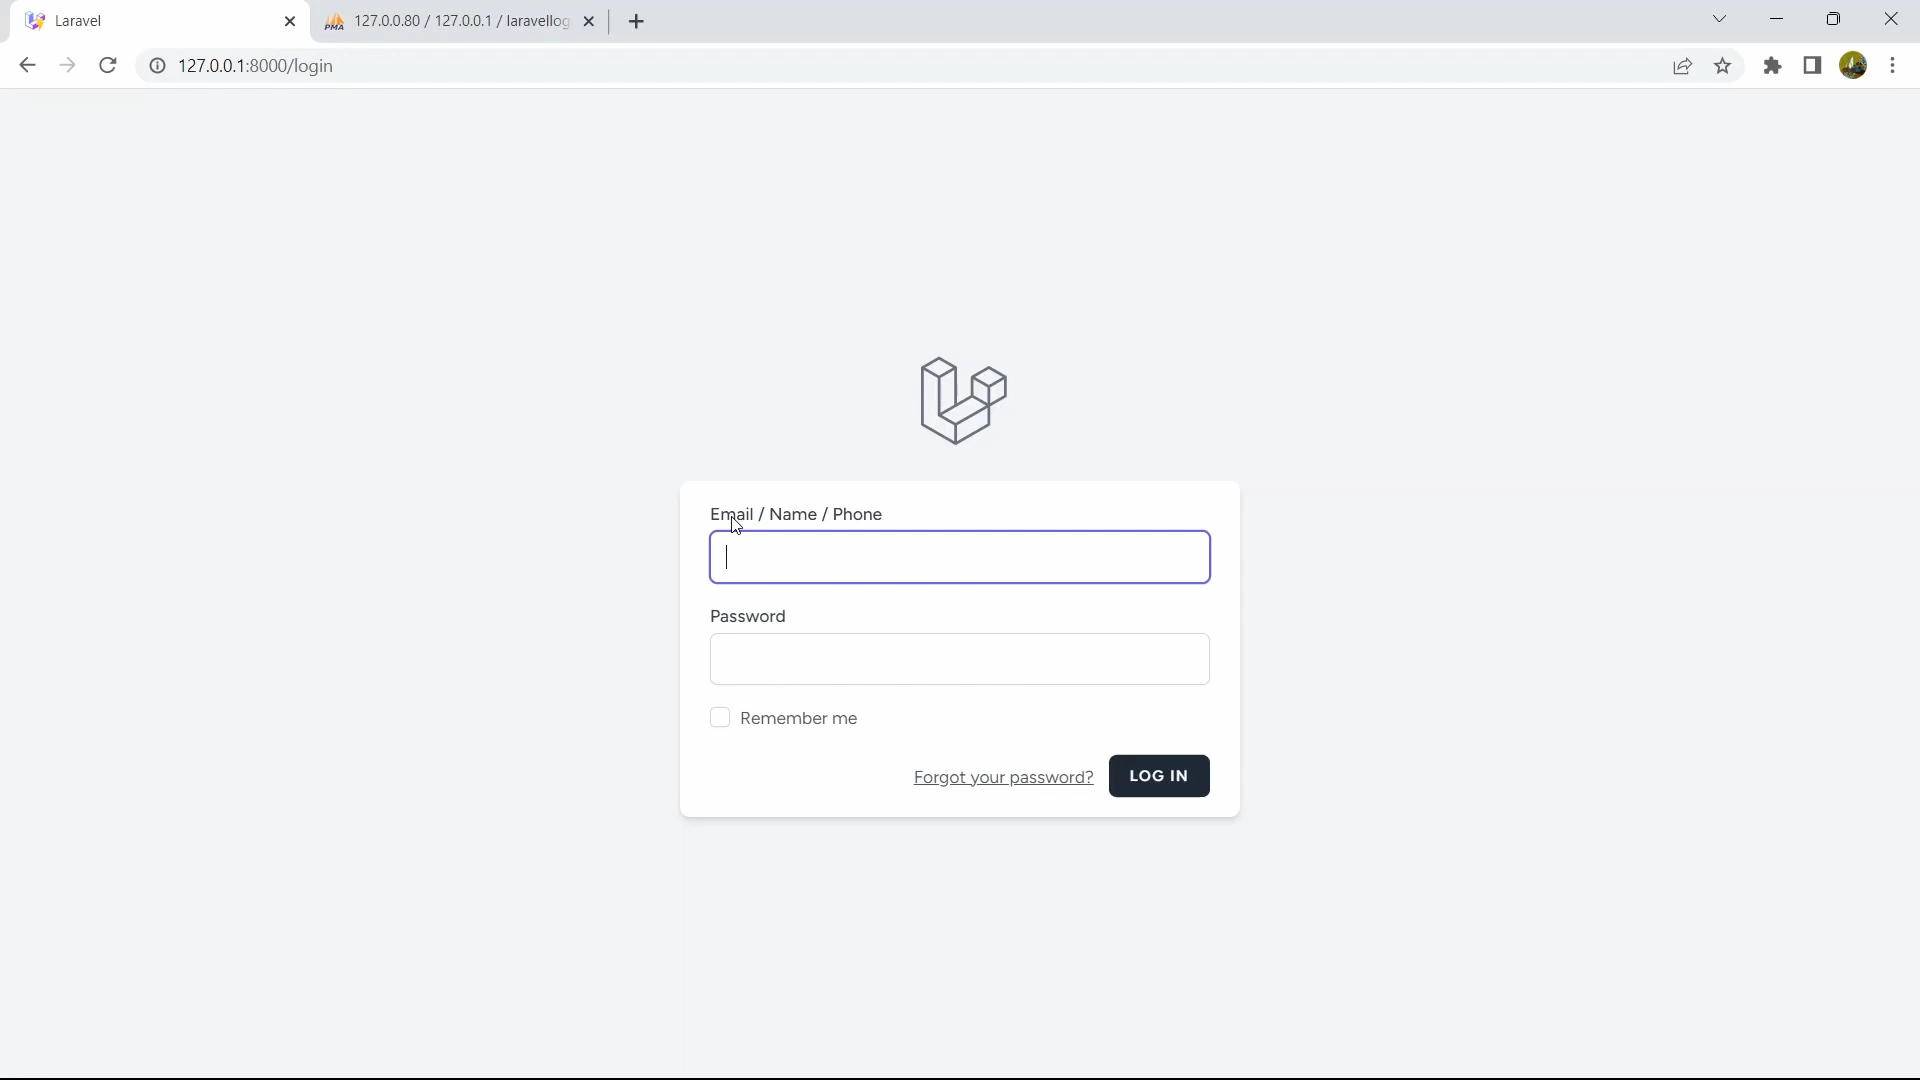 Laravel
PMA 127.0.0.80 / 127.0.0.1 / laravellog
127.0.0.1:8000/login
Email / Name / Phone
Password
Remember me
Forgot your password? LOG IN